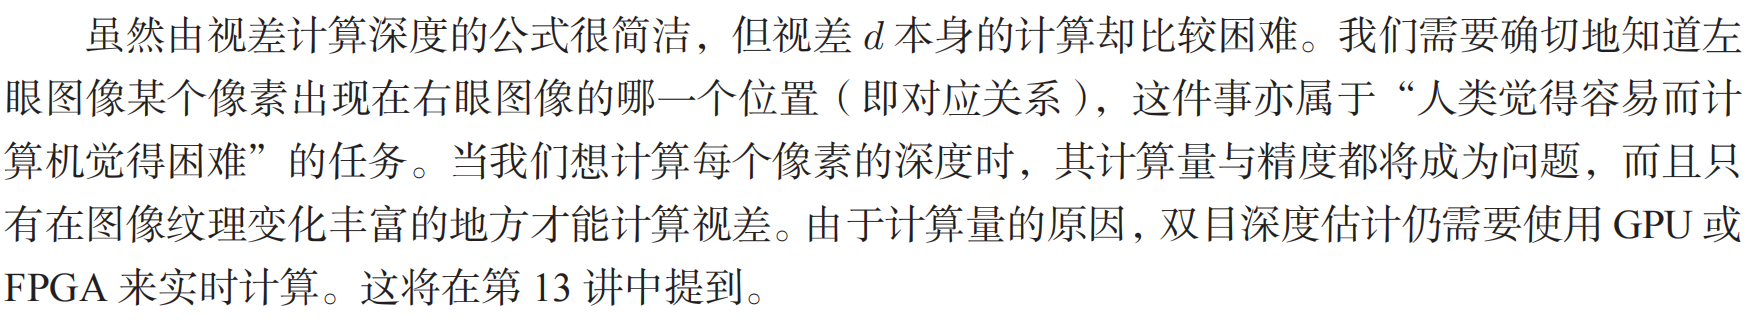 虽然由视差计算深度的公式很简洁，但视差 d 本身的计算却比较困难。我们需要确切地知道左
眼图像某个像素出现在右眼图像的哪一个位置（即对应关系），这件事亦属于“人类觉得容易而计
算机觉得困难”的任务。当我们想计算每个像素的深度时，其计算量与精度都将成为问题，而且只
有在图像纹理变化丰富的地方才能计算视差。由于计算量的原因，双目深度估计仍需要使用 GPU 或
FPGA 来实时计算。这将在第 13 讲中提到。